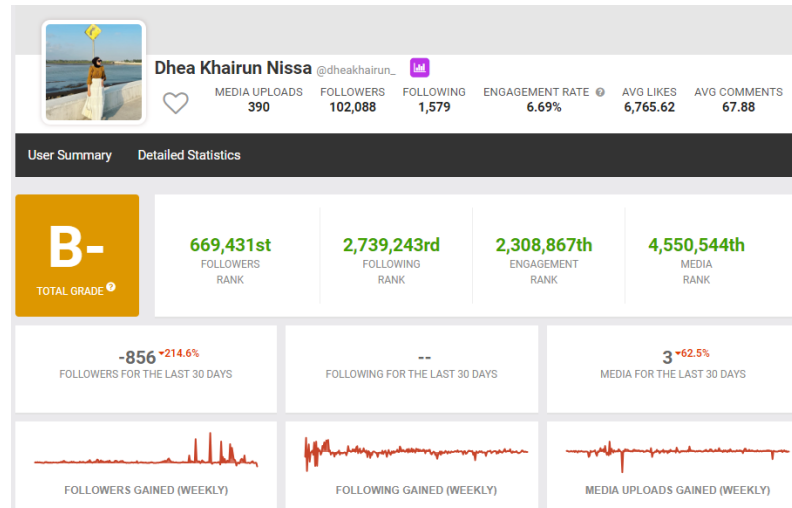 Dhea Khairun Nissa @dheakhairun_
MEDIA UPLOADS FOLLOWERS FOLLOWING ENGAGEMENT RATE AVG LIKES AVG COMMENTS
390 102,088 1,579 6.69% 6,765.62 67.88
User Summary Detailed Statistics
B-
TOTAL GRADE ?
669,431st
FOLLOWERS
RANK
2,739,243rd
FOLLOWING
RANK
2,308,867th
ENGAGEMENT
RANK
4,550,544th
MEDIA
RANK
-856 214.6%
FOLLOWERS FOR THE LAST 30 DAYS
--
FOLLOWING FOR THE LAST 30 DAYS
3 62.5%
MEDIA FOR THE LAST 30 DAYS
FOLLOWERS GAINED (WEEKLY)
FOLLOWING GAINED (WEEKLY)
MEDIA UPLOADS GAINED (WEEKLY)